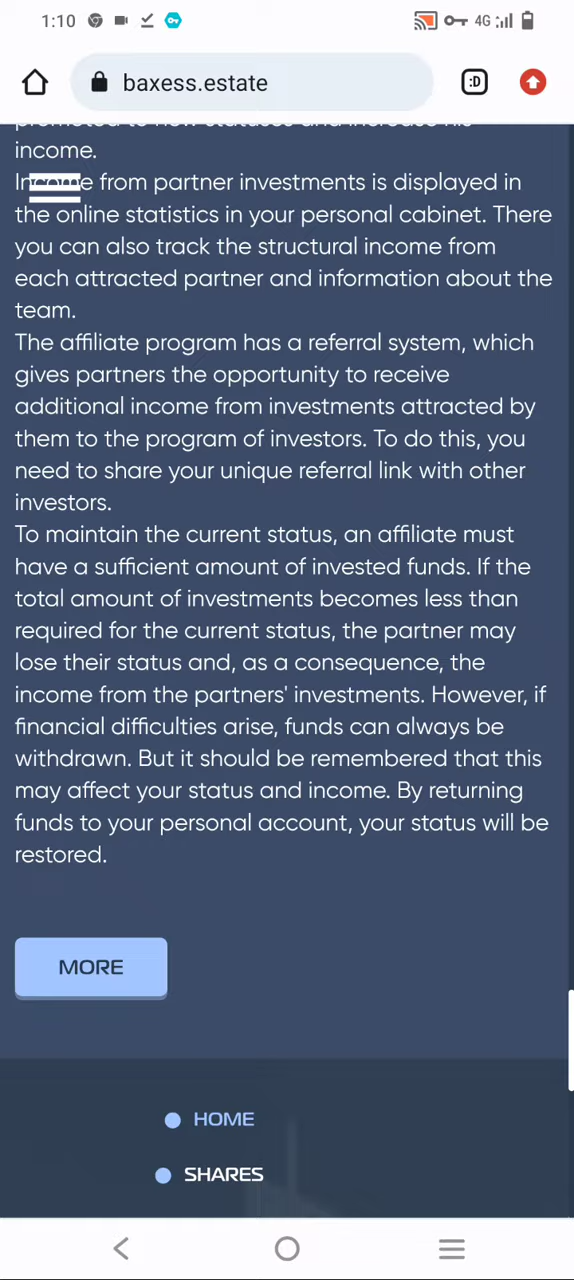 1:10
4G
baxess.estate
:D
income.
Income from partner investments is displayed in
the online statistics in your personal cabinet. There
you can also track the structural income from
each attracted partner and information about the
team.
The affiliate program has a referral system, which
gives partners the opportunity to receive
additional income from investments attracted by
them to the program of investors. To do this, you
need to share your unique referral link with other
investors.
To maintain the current status, an affiliate must
have a sufficient amount of invested funds. If the
total amount of investments becomes less than
required for the current status, the partner may
lose their status and, as a consequence, the
income from the partners' investments. However, if
financial difficulties arise, funds can always be
withdrawn. But it should be remembered that this
may affect your status and income. By returning
funds to your personal account, your status will be
restored.
MORE
HOME
SHARES